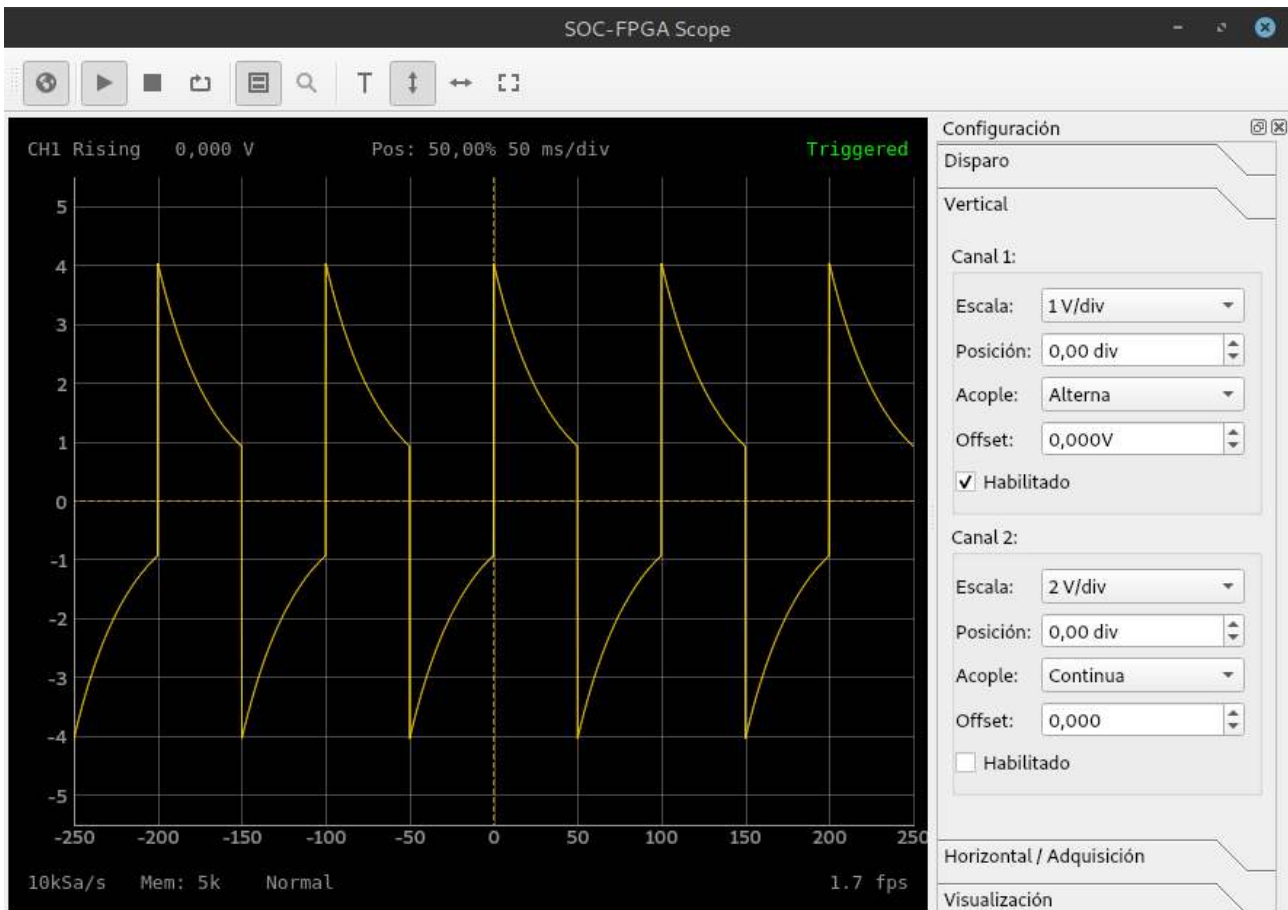 SOC-FPGA Scope
T
CH1 Rising 0,000 V Pos: 50,00% 50 ms/div Triggered
5
4
3
2
1
0
-1
-2
-3
-4
-5
-250 -200 -150 -100 -50 0 50 100 150 200 250
10kSa/s Mem: 5k Normal 1.7 fps
Configuración
Disparo
Vertical
Canal 1:
Escala: 1 V/div
Posición: 0,00 div
Acople: Alterna
Offset: 0,000V
Habilitado
Canal 2:
Escala: 2 V/div
Posición: 0,00 div
Acople: Continua
Offset: 0,000
Habilitado
Horizontal / Adquisición
Visualización